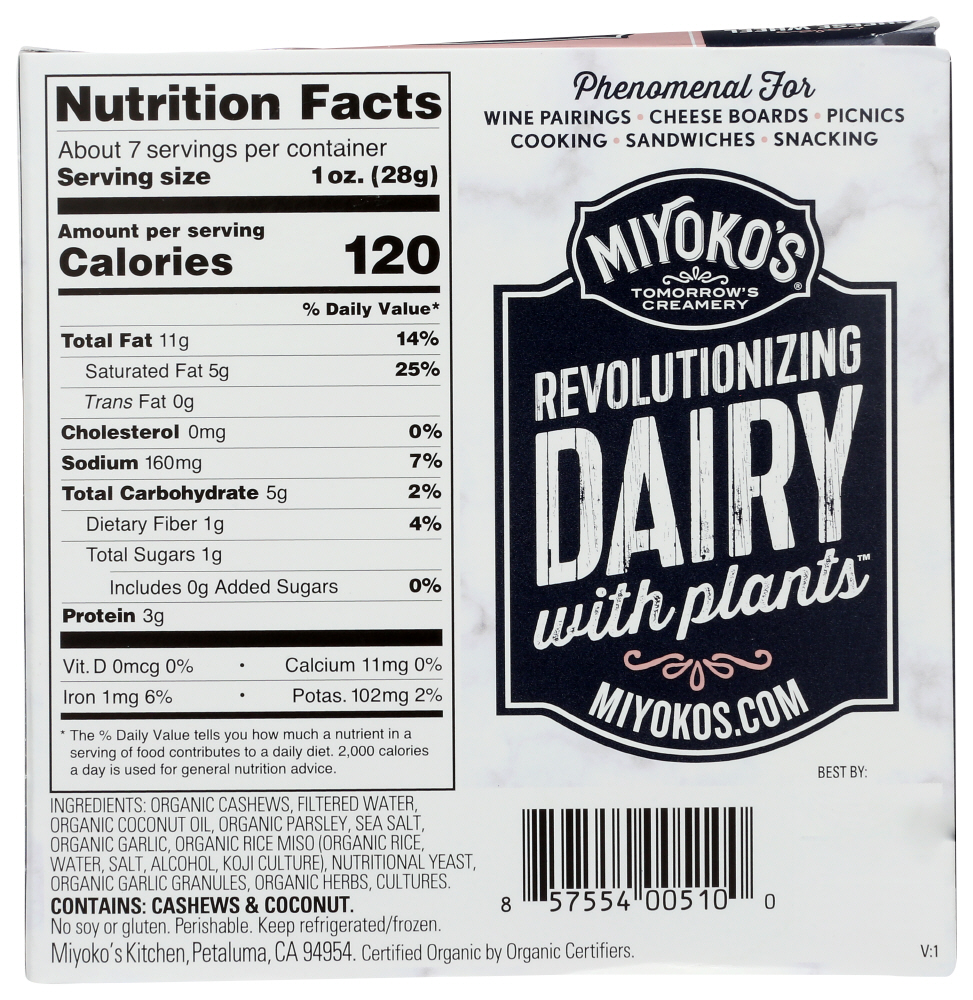 Nutrition Facts
About 7 servings per container
Serving size 1 oz. (28g)
Amount per serving
Calories 120
% Daily Value*
Total Fat 11g 14%
Saturated Fat 5g 25%
Trans Fat 0g
Cholesterol 0mg 0%
Sodium 160mg 7%
Total Carbohydrate 5g 2%
Dietary Fiber 1g 4%
Total Sugars 1g
Includes 0g Added Sugars 0%
Protein 3g
Vit. D 0mcg 0% • Calcium 11mg 0%
Iron 1mg 6% • Potas. 102mg 2%
* The % Daily Value tells you how much a nutrient in a
serving of food contributes to a daily diet. 2,000 calories
a day is used for general nutrition advice.
INGREDIENTS: ORGANIC CASHEWS, FILTERED WATER,
ORGANIC COCONUT OIL, ORGANIC PARSLEY, SEA SALT,
ORGANIC GARLIC, ORGANIC RICE MISO (ORGANIC RICE,
WATER, SALT, ALCOHOL, KOJI CULTURE), NUTRITIONAL YEAST,
ORGANIC GARLIC GRANULES, ORGANIC HERBS, CULTURES.
CONTAINS: CASHEWS & COCONUT.
No soy or gluten. Perishable. Keep refrigerated/frozen.
Miyoko's Kitchen, Petaluma, CA 94954. Certified Organic by Organic Certifiers.
Phenomenal For
WINE PAIRINGS • CHEESE BOARDS • PICNICS
COOKING • SANDWICHES • SNACKING
MIYOKO'S®
TOMORROW'S
CREAMERY
REVOLUTIONIZING
DAIRY
with plants™
MIYOKOS.COM
BEST BY:
8 57554 00510 0
V:1